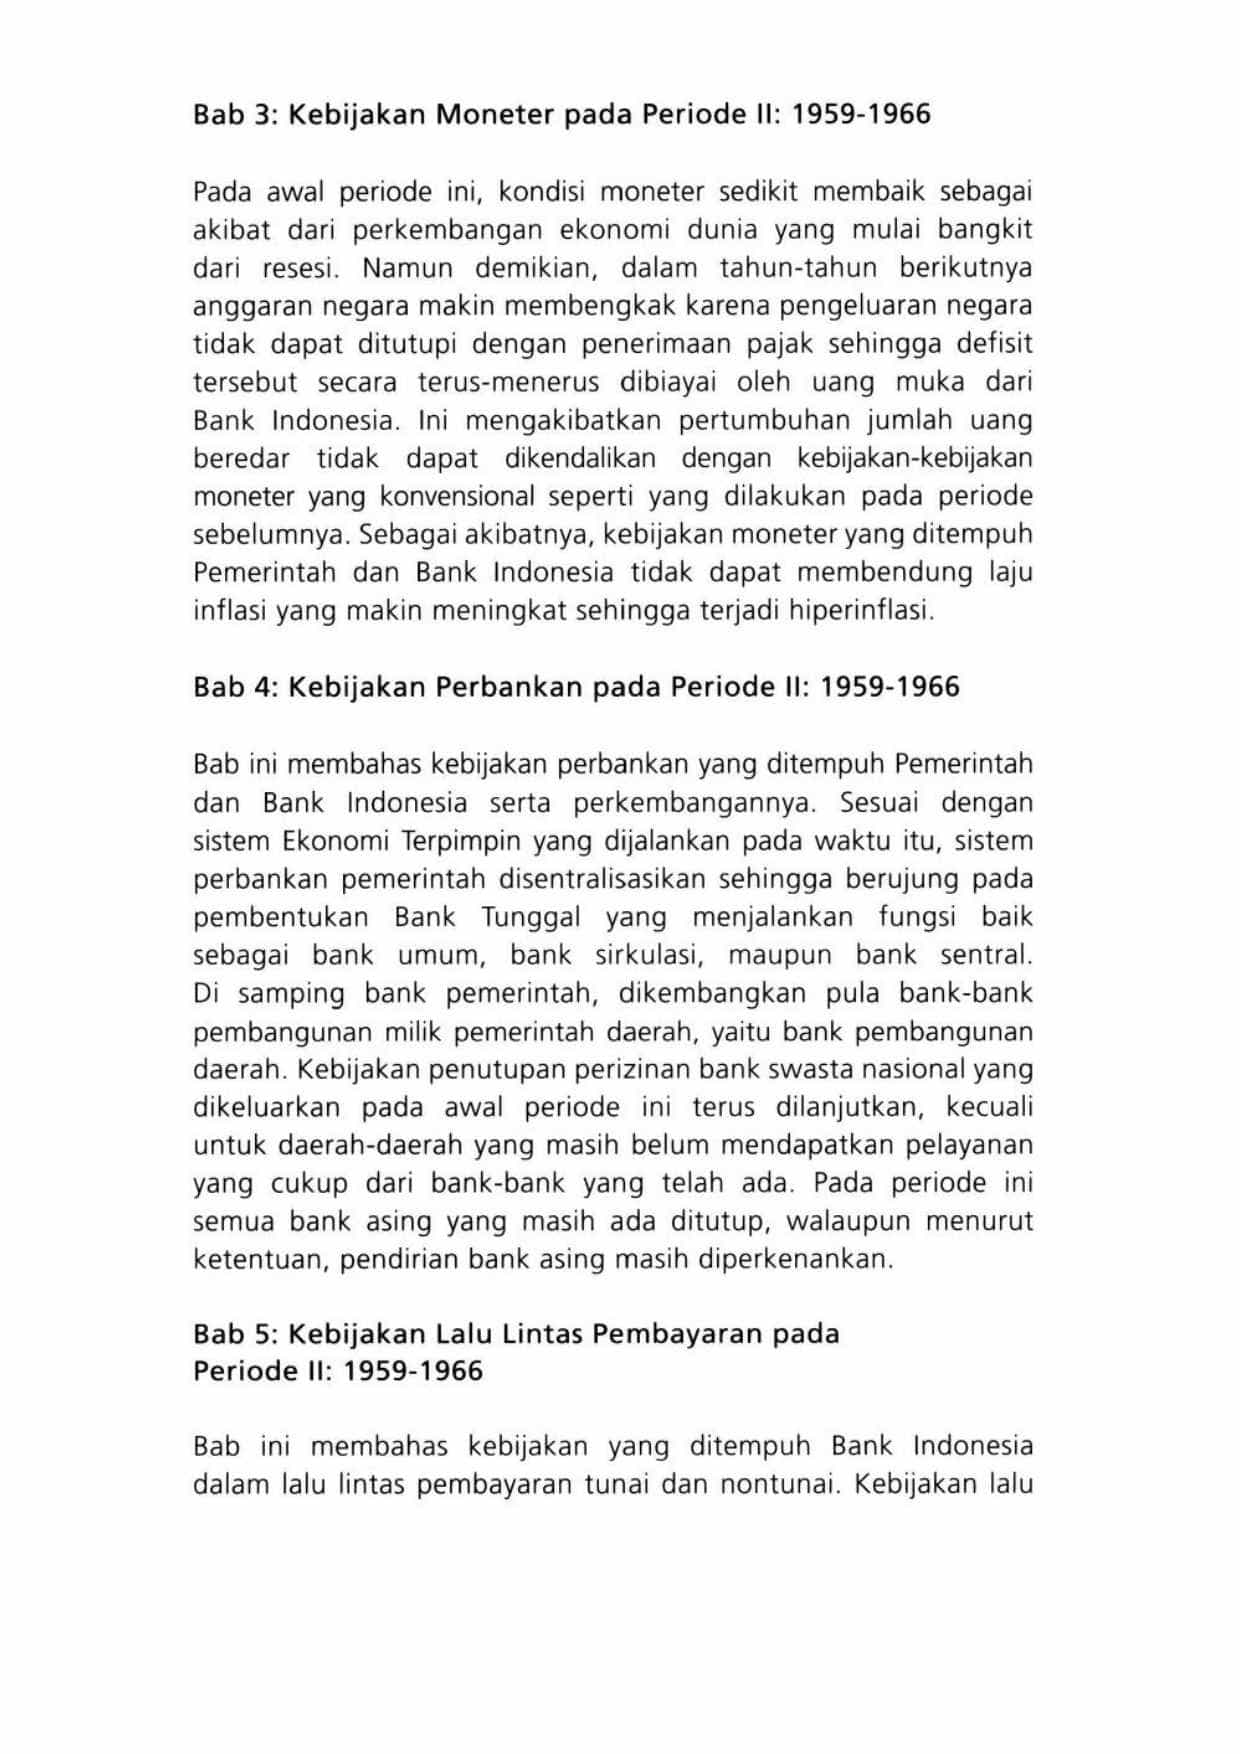 Bab 3: Kebijakan Moneter pada Periode II: 1959-1966
Pada awal periode ini, kondisi moneter sedikit membaik sebagai
akibat dari perkembangan ekonomi dunia yang mulai bangkit
dari resesi. Namun demikian, dalam tahun-tahun berikutnya
anggaran negara makin membengkak karena pengeluaran negara
tidak dapat ditutupi dengan penerimaan pajak sehingga defisit
tersebut secara terus-menerus dibiayai oleh uang muka dari
Bank Indonesia. Ini mengakibatkan pertumbuhan jumlah uang
beredar tidak dapat dikendalikan dengan kebijakan-kebijakan
moneter yang konvensional seperti yang dilakukan pada periode
sebelumnya. Sebagai akibatnya, kebijakan moneter yang ditempuh
Pemerintah dan Bank Indonesia tidak dapat membendung laju
inflasi yang makin meningkat sehingga terjadi hiperinflasi.
Bab 4: Kebijakan Perbankan pada Periode II: 1959-1966
Bab ini membahas kebijakan perbankan yang ditempuh Pemerintah
dan Bank Indonesia serta perkembangannya. Sesuai dengan
sistem Ekonomi Terpimpin yang dijalankan pada waktu itu, sistem
perbankan pemerintah disentralisasikan sehingga berujung pada
pembentukan Bank Tunggal yang menjalankan fungsi baik
sebagai bank umum, bank sirkulasi, maupun bank sentral.
Di samping bank pemerintah, dikembangkan pula bank-bank
pembangunan milik pemerintah daerah, yaitu bank pembangunan
daerah. Kebijakan penutupan perizinan bank swasta nasional yang
dikeluarkan pada awal periode ini terus dilanjutkan, kecuali
untuk daerah-daerah yang masih belum mendapatkan pelayanan
yang cukup dari bank-bank yang telah ada. Pada periode ini
semua bank asing yang masih ada ditutup, walaupun menurut
ketentuan, pendirian bank asing masih diperkenankan.
Bab 5: Kebijakan Lalu Lintas Pembayaran pada
Periode II: 1959-1966
Bab ini membahas kebijakan yang ditempuh Bank Indonesia
dalam lalu lintas pembayaran tunai dan nontunai. Kebijakan lalu